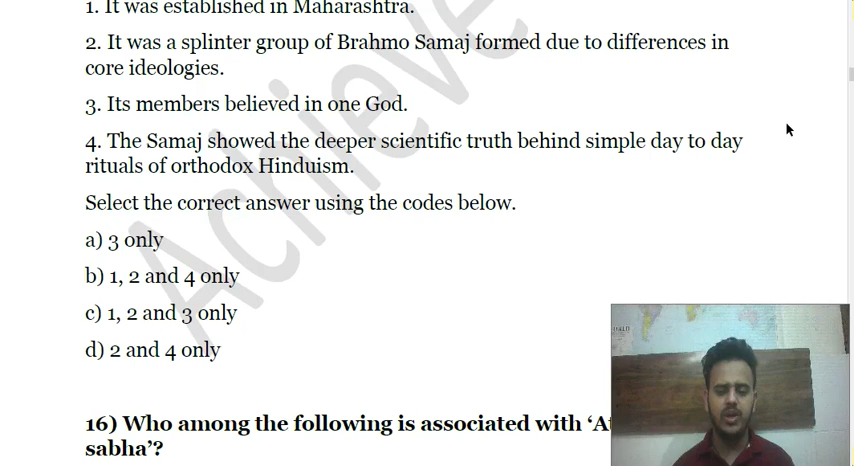 1. It was established in Maharashtra.
2. It was a splinter group of Brahmo Samaj formed due to differences in
core ideologies.
3. Its members believed in one God.
4. The Samaj showed the deeper scientific truth behind simple day to day
rituals of orthodox Hinduism.
Select the correct answer using the codes below.
a) 3 only
b) 1, 2 and 4 only
c) 1, 2 and 3 only
d) 2 and 4 only
16) Who among the following is associated with ‘
sabha’?
Achieve